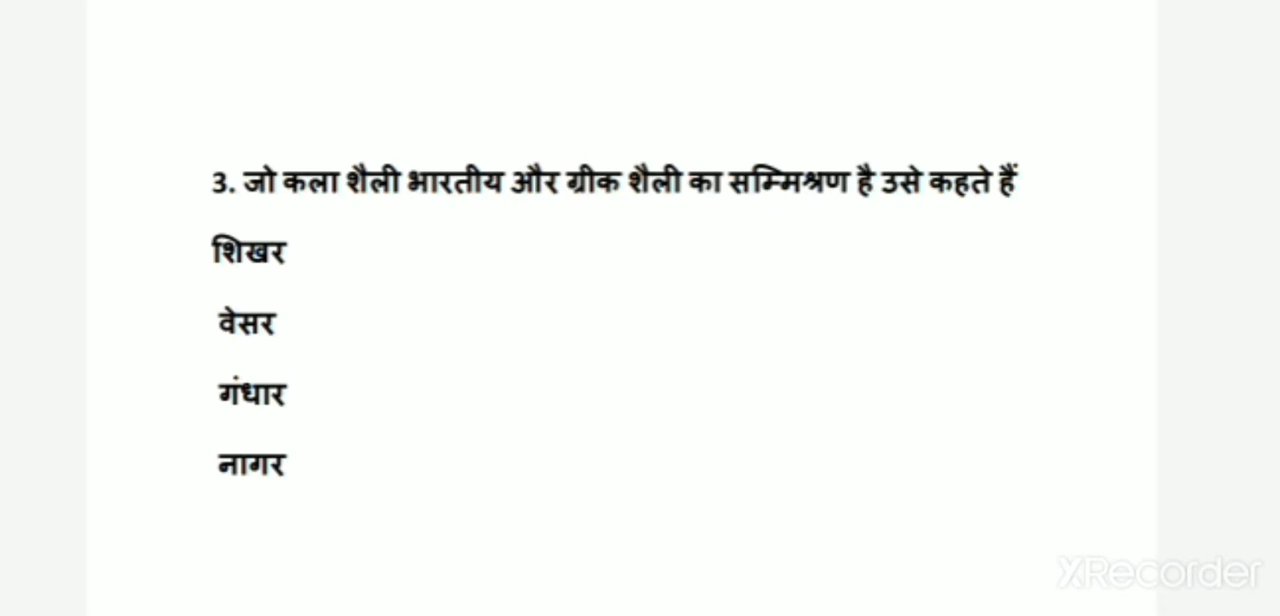 3. जो कला शैली भारतीय और ग्रीक शैली का सम्मिश्रण है उसे कहते हैं
शिखर
वेसर
गंधार
नागर
XRecorder